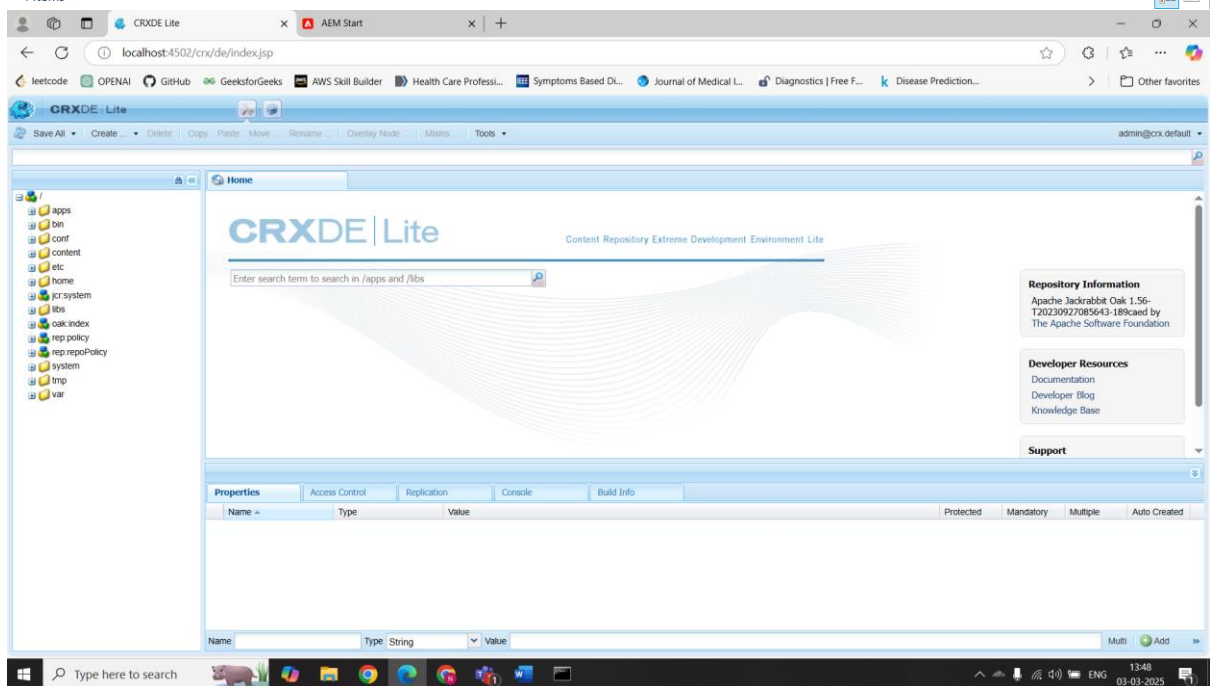 CRXDE Lite
AEM Start
localhost:4502/crx/de/index.jsp
leetcode OPENAI GitHub GeeksforGeeks AWS Skill Builder Health Care Professi... Symptoms Based Di... Journal of Medical I... Diagnostics | Free F... Disease Prediction... Other favorites
CRXDE | Lite
Save All Create ... Delete Copy Paste Move ... Rename ... Overlay Node ... Mixins ... Tools admin@crx.default
Home
/
apps
bin
conf
content
etc
home
jcr:system
libs
oak:index
rep:policy
rep:repoPolicy
system
tmp
var
CRXDE | Lite
Content Repository Extreme Development Environment Lite
Enter search term to search in /apps and /libs
Repository Information
Apache Jackrabbit Oak 1.56-
T20230927085643-189caed by
The Apache Software Foundation
Developer Resources
Documentation
Developer Blog
Knowledge Base
Support
Properties Access Control Replication Console Build Info
Name Type Value Protected Mandatory Multiple Auto Created
Name Type String Value Multi Add
Type here to search
ENG
13:48
03-03-2025